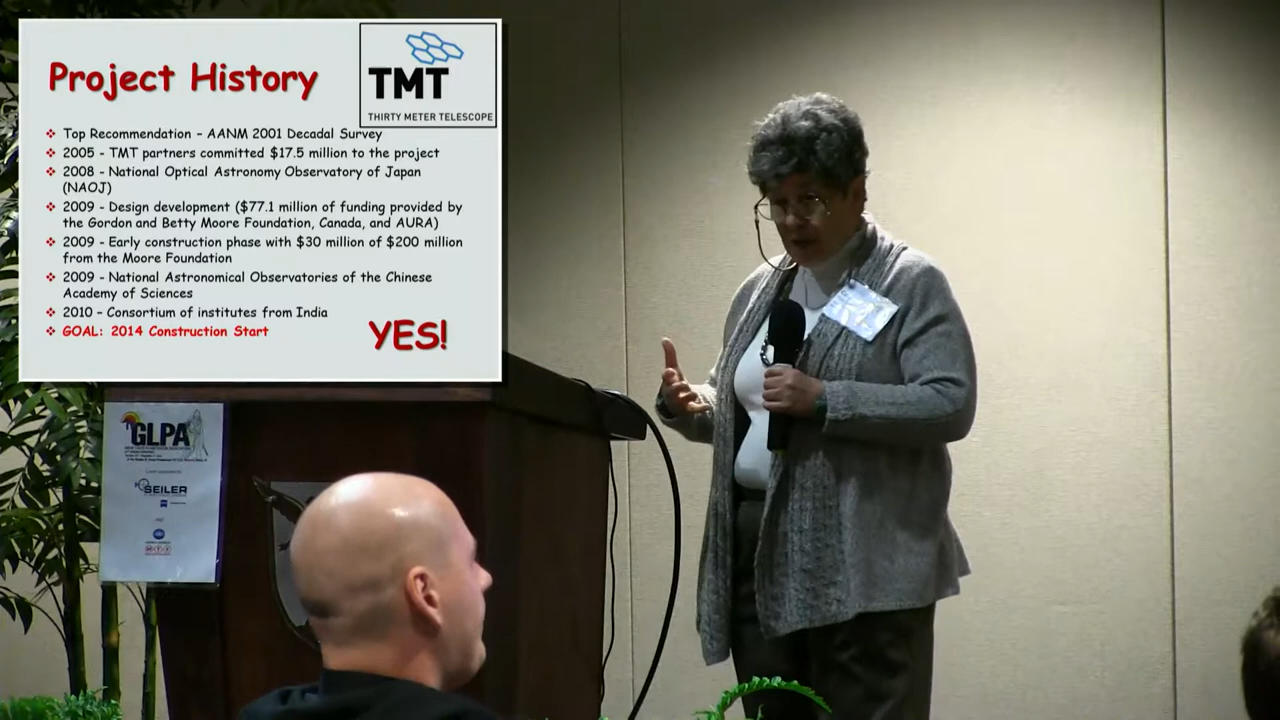 Project History
TMT
THIRTY METER TELESCOPE
❖ Top Recommendation – AANM 2001 Decadal Survey
❖ 2005 - TMT partners committed $17.5 million to the project
❖ 2008 - National Optical Astronomy Observatory of Japan
(NAOJ)
❖ 2009 - Design development ($77.1 million of funding provided by
the Gordon and Betty Moore Foundation, Canada, and AURA)
❖ 2009 - Early construction phase with $30 million of $200 million
from the Moore Foundation
❖ 2009 - National Astronomical Observatories of the Chinese
Academy of Sciences
❖ 2010 – Consortium of institutes from India
❖ GOAL: 2014 Construction Start
YES!
GLPA
SEILER